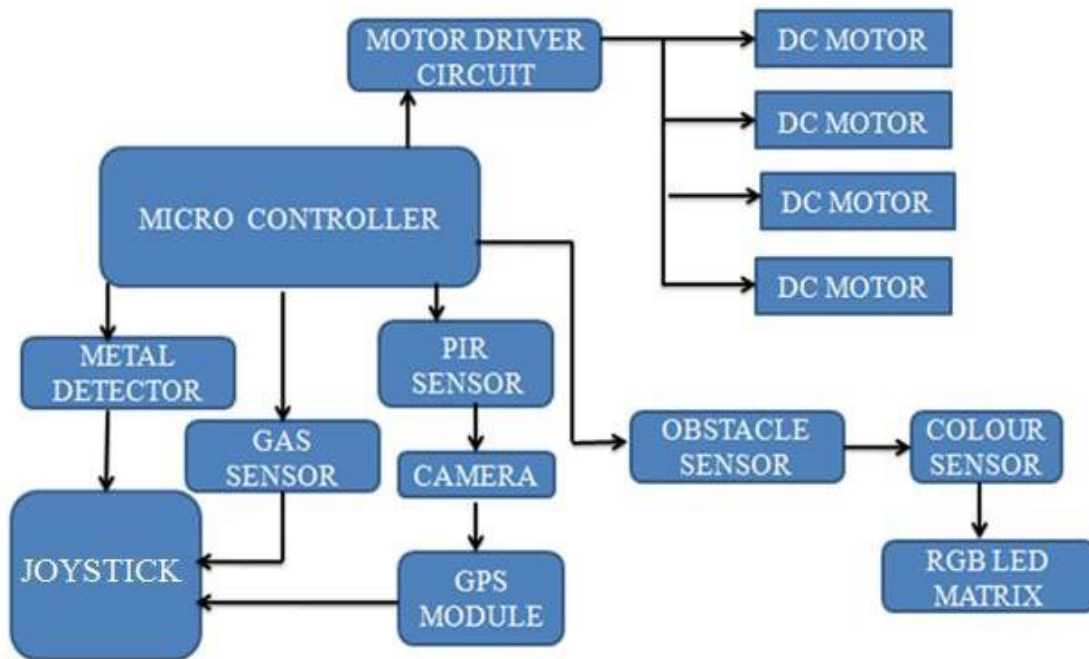 MOTOR DRIVER
CIRCUIT
DC MOTOR
DC MOTOR
DC MOTOR
DC MOTOR
MICRO CONTROLLER
METAL
DETECTOR
GAS
SENSOR
PIR
SENSOR
CAMERA
GPS
MODULE
JOYSTICK
OBSTACLE
SENSOR
COLOUR
SENSOR
RGB LED
MATRIX